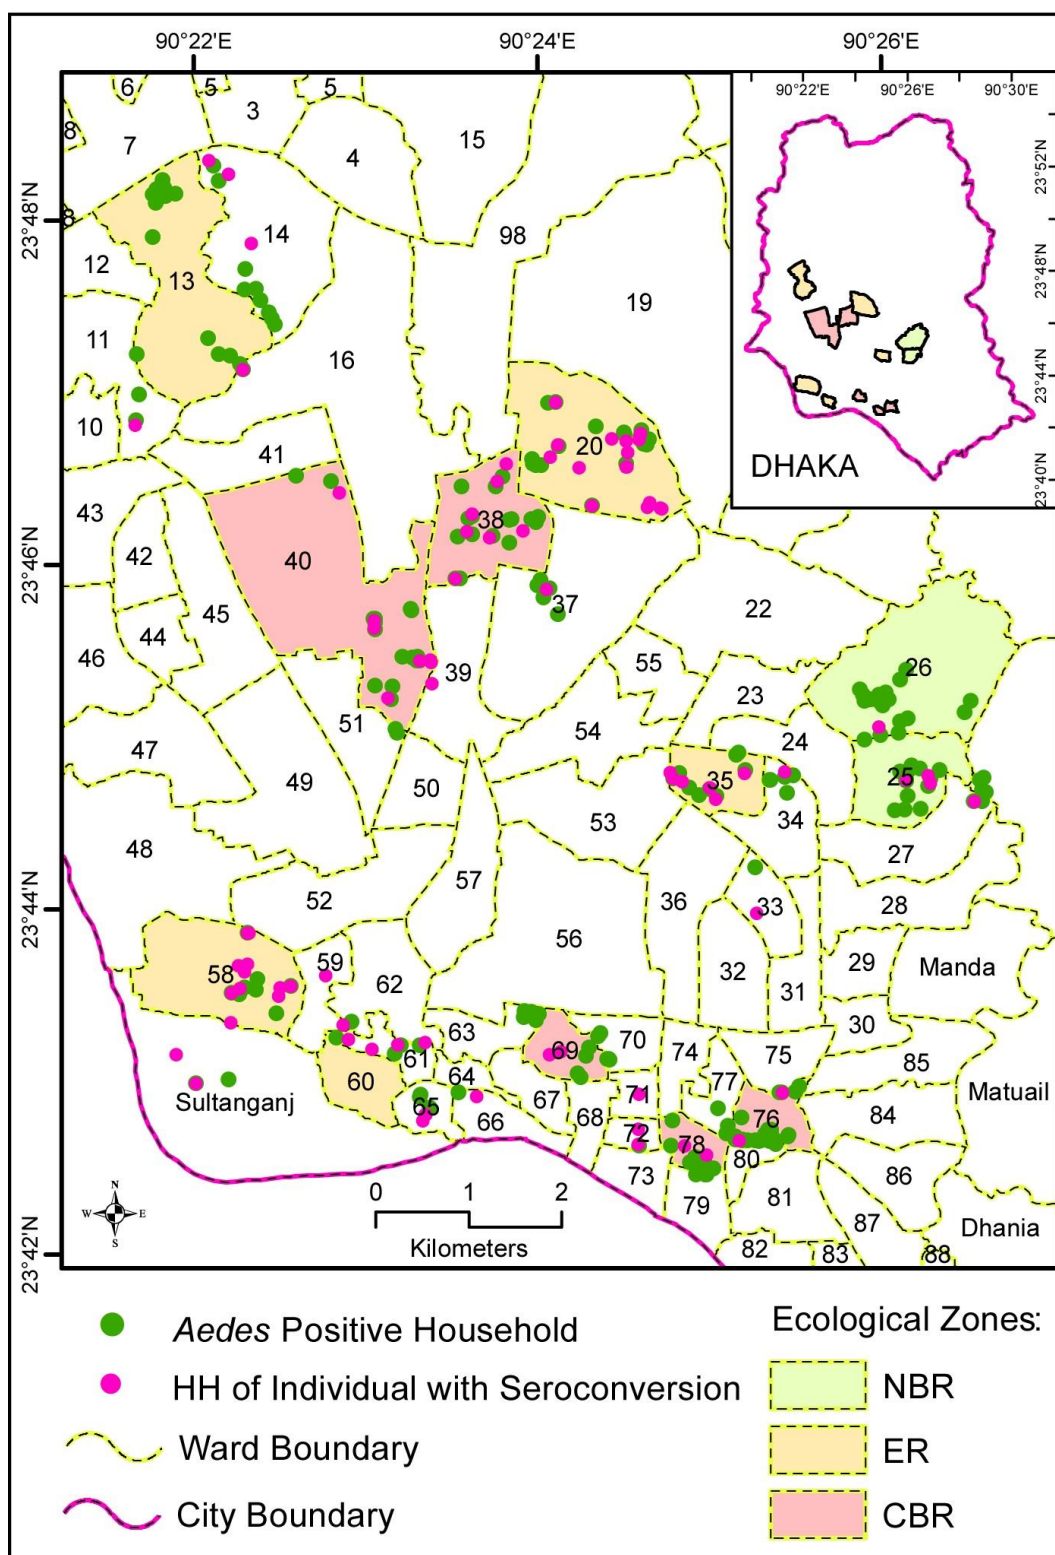 90°22'E 90°24'E 90°26'E
6 5 5
3
8
7
4
15
90°22'E 90°26'E 90°30'E
23°52'N
23°48'N
23°44'N
23°40'N
DHAKA
23°48'N
8
14
98
12
13
19
11
16
10
41
20
43
38
42
40
23°46'N
37
22
45
44
46
39
55
26
23
51
54
24
47
25
49
50
35
53
34
48
27
57
52
33
36
28
23°44'N
56
59
29
58
32
Manda
62
31
30
63
70
69
74
75
61
85
60
64
77
71
Matuail
Sultanganj
65
67
66
68
76
84
72
78
80
73
86
81
79
87
0 1 2
Kilometers
N
W E
S
Dhania
82
83
88
23°42'N
Aedes Positive Household
HH of Individual with Seroconversion
Ward Boundary
City Boundary
Ecological Zones:
NBR
ER
CBR